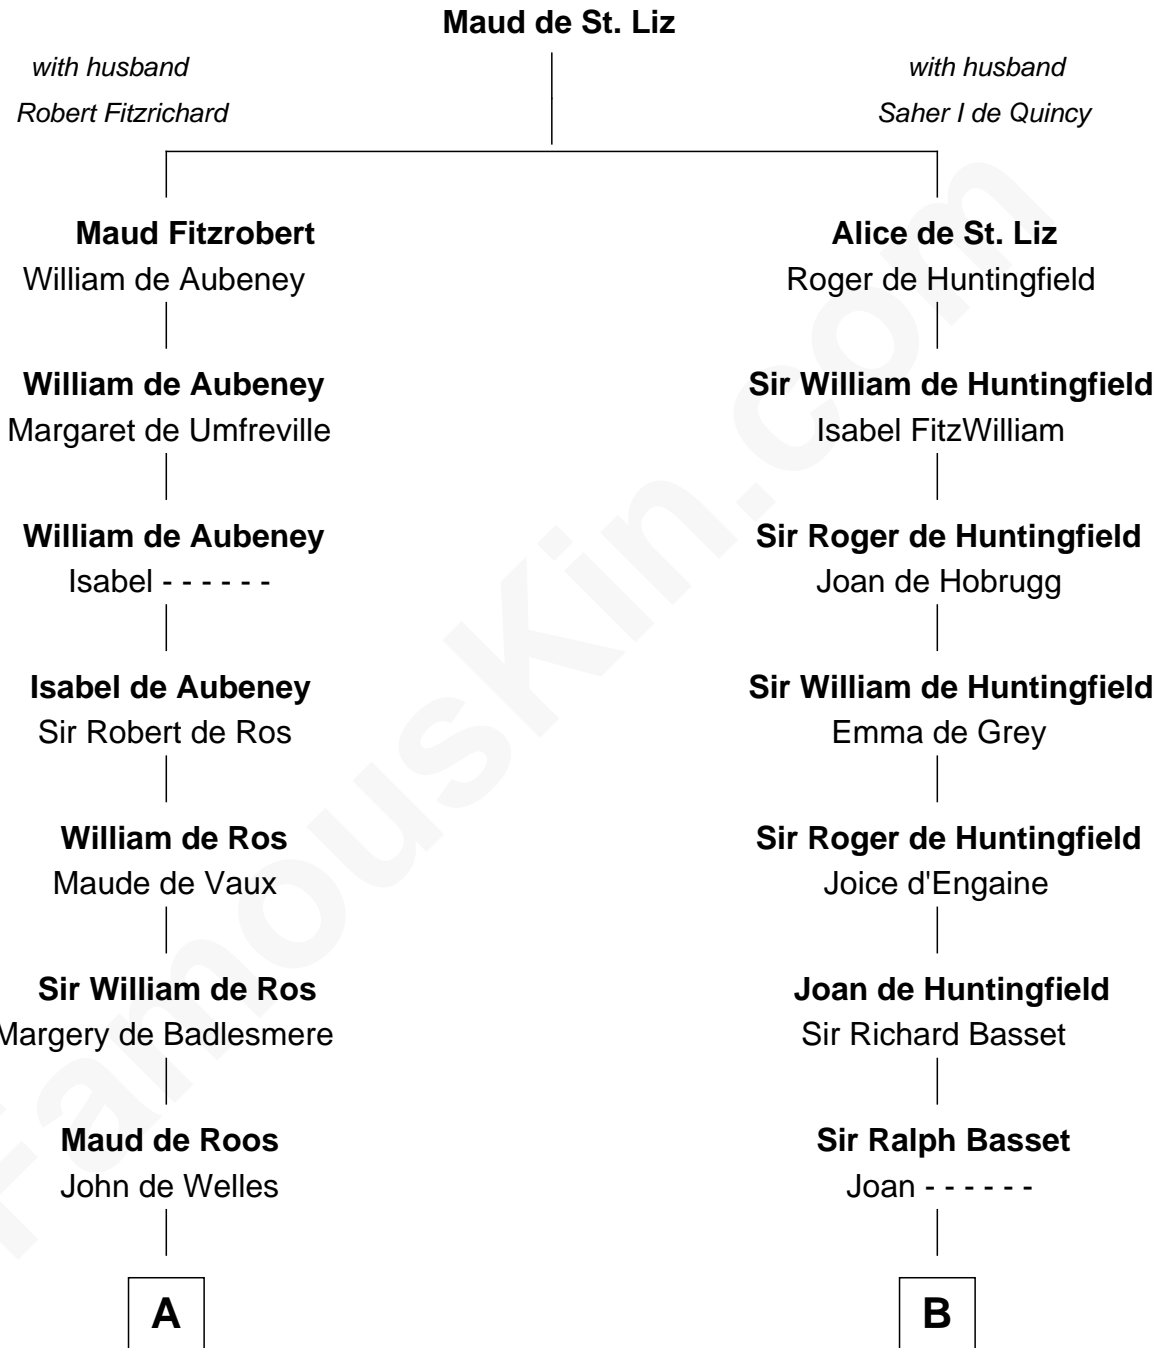 Maud de St. Liz
with husband
Robert Fitzrichard
with husband
Saher I de Quincy
Maud Fitzrobert
William de Aubeney
Alice de St. Liz
Roger de Huntingfield
William de Aubeney
Margaret de Umfreville
Sir William de Huntingfield
Isabel FitzWilliam
William de Aubeney
Isabel - - - - - -
Sir Roger de Huntingfield
Joan de Hobrugg
Isabel de Aubeney
Sir Robert de Ros
Sir William de Huntingfield
Emma de Grey
William de Ros
Maude de Vaux
Sir Roger de Huntingfield
Joice d'Engaine
Sir William de Ros
Margery de Badlesmere
Joan de Huntingfield
Sir Richard Basset
Maud de Roos
John de Welles
Sir Ralph Basset
Joan - - - - - -
A
B
FamousKin.com